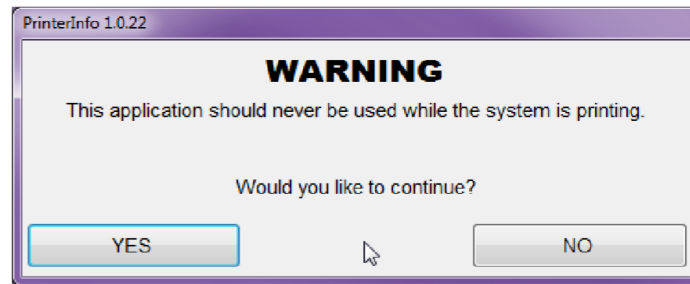 PrinterInfo 1.0.22
WARNING
This application should never be used while the system is printing.
Would you like to continue?
YES
NO